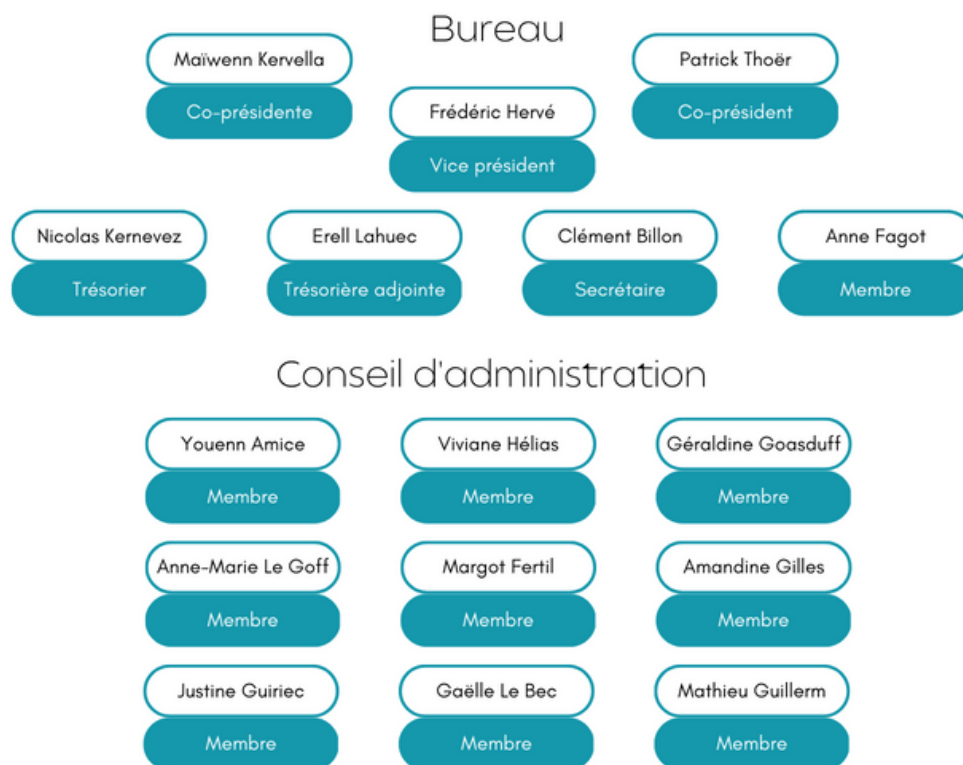 Bureau
Maïwenn Kervella
Co-présidente
Patrick Thoër
Co-président
Frédéric Hervé
Vice président
Nicolas Kernevez
Trésorier
Erell Lahuec
Trésorière adjointe
Clément Billon
Secrétaire
Anne Fagot
Membre
Conseil d'administration
Youenn Amice
Membre
Viviane Hélias
Membre
Géraldine Goasduff
Membre
Anne-Marie Le Goff
Membre
Margot Fertil
Membre
Amandine Gilles
Membre
Justine Guiriec
Membre
Gaëlle Le Bec
Membre
Mathieu Guillerm
Membre